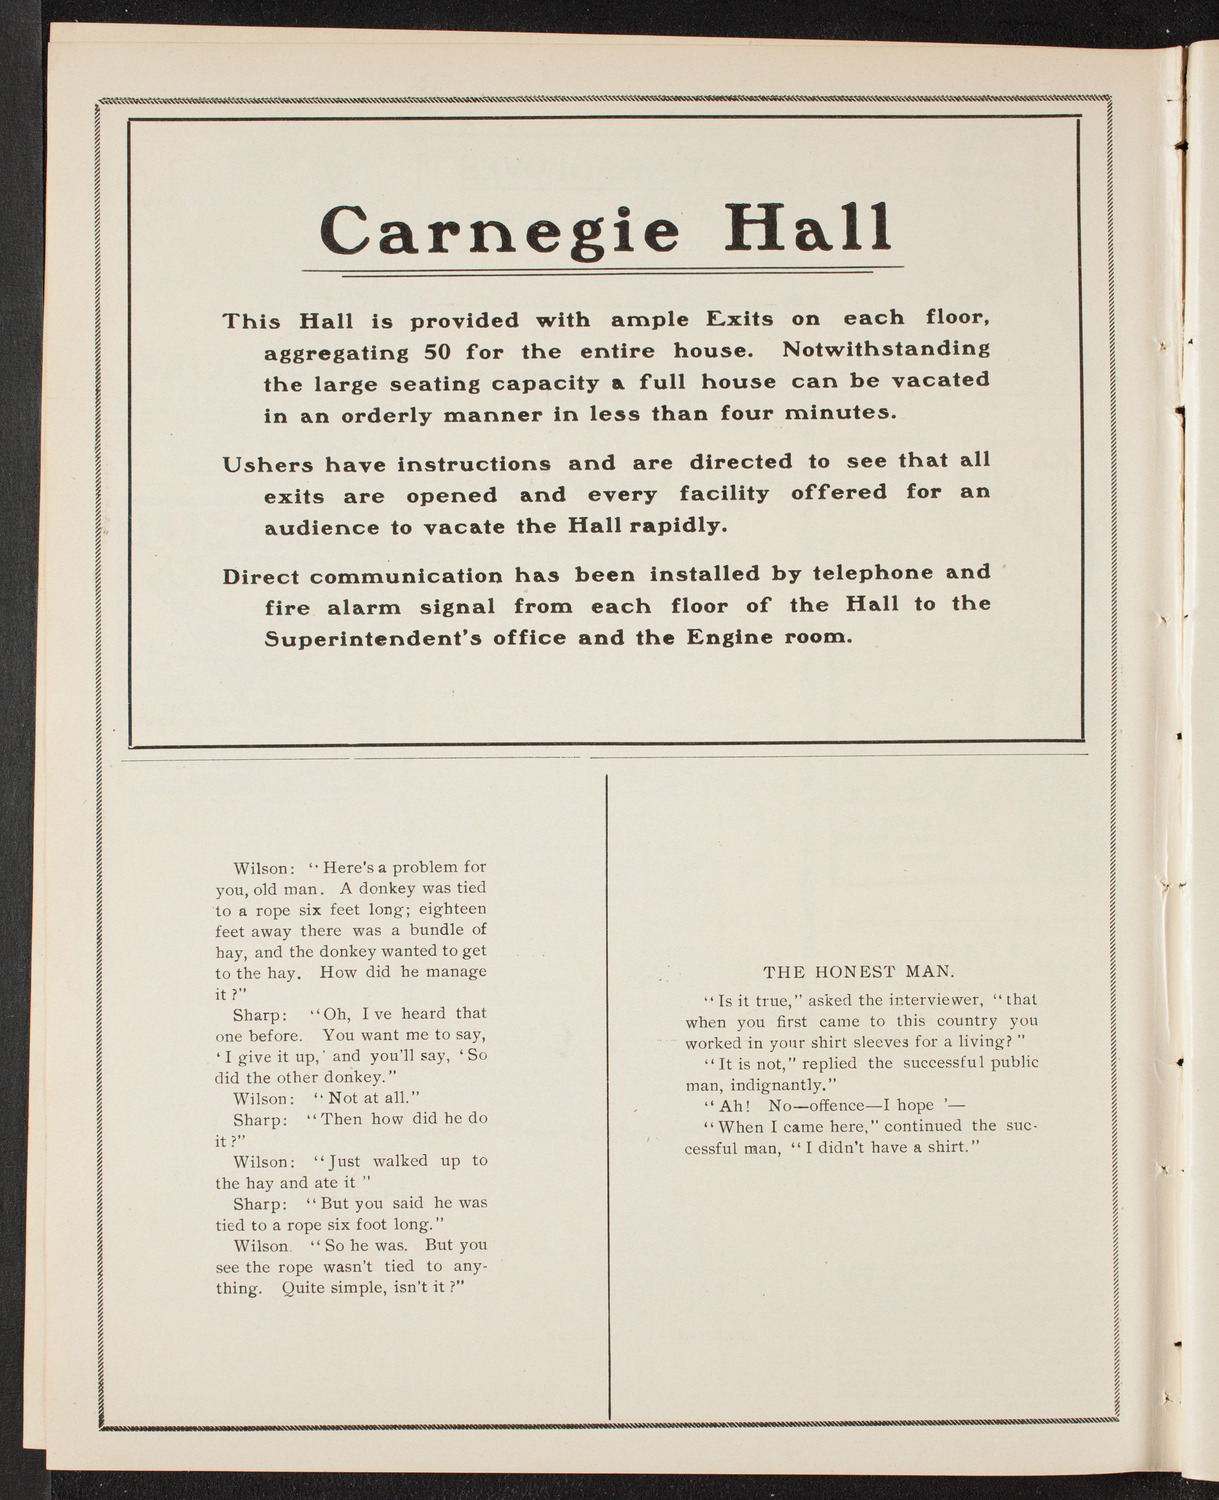 Carnegie Hall
This Hall is provided with ample Exits on each floor,
aggregating 50 for the entire house. Notwithstanding
the large seating capacity a full house can be vacated
in an orderly manner in less than four minutes.
Ushers have instructions and are directed to see that all
exits are opened and every facility offered for an
audience to vacate the Hall rapidly.
Direct communication has been installed by telephone and
fire alarm signal from each floor of the Hall to the
Superintendent's office and the Engine room.
Wilson: "Here's a problem for
you, old man. A donkey was tied
to a rope six feet long; eighteen
feet away there was a bundle of
hay, and the donkey wanted to get
to the hay. How did he manage
it?"
Sharp: "Oh, I ve heard that
one before. You want me to say,
'I give it up,' and you'll say, 'So
did the other donkey."
Wilson: "Not at all."
Sharp: "Then how did he do
it?"
Wilson: "Just walked up to
the hay and ate it "
Sharp: "But you said he was
tied to a rope six foot long."
Wilson. "So he was. But you
see the rope wasn't tied to any-
thing. Quite simple, isn't it?"
THE HONEST MAN.
"Is it true," asked the interviewer, "that
when you first came to this country you
worked in your shirt sleeves for a living?"
"It is not," replied the successful public
man, indignantly."
"Ah! No—offence—I hope '—
"When I came here," continued the suc-
cessful man, "I didn't have a shirt."